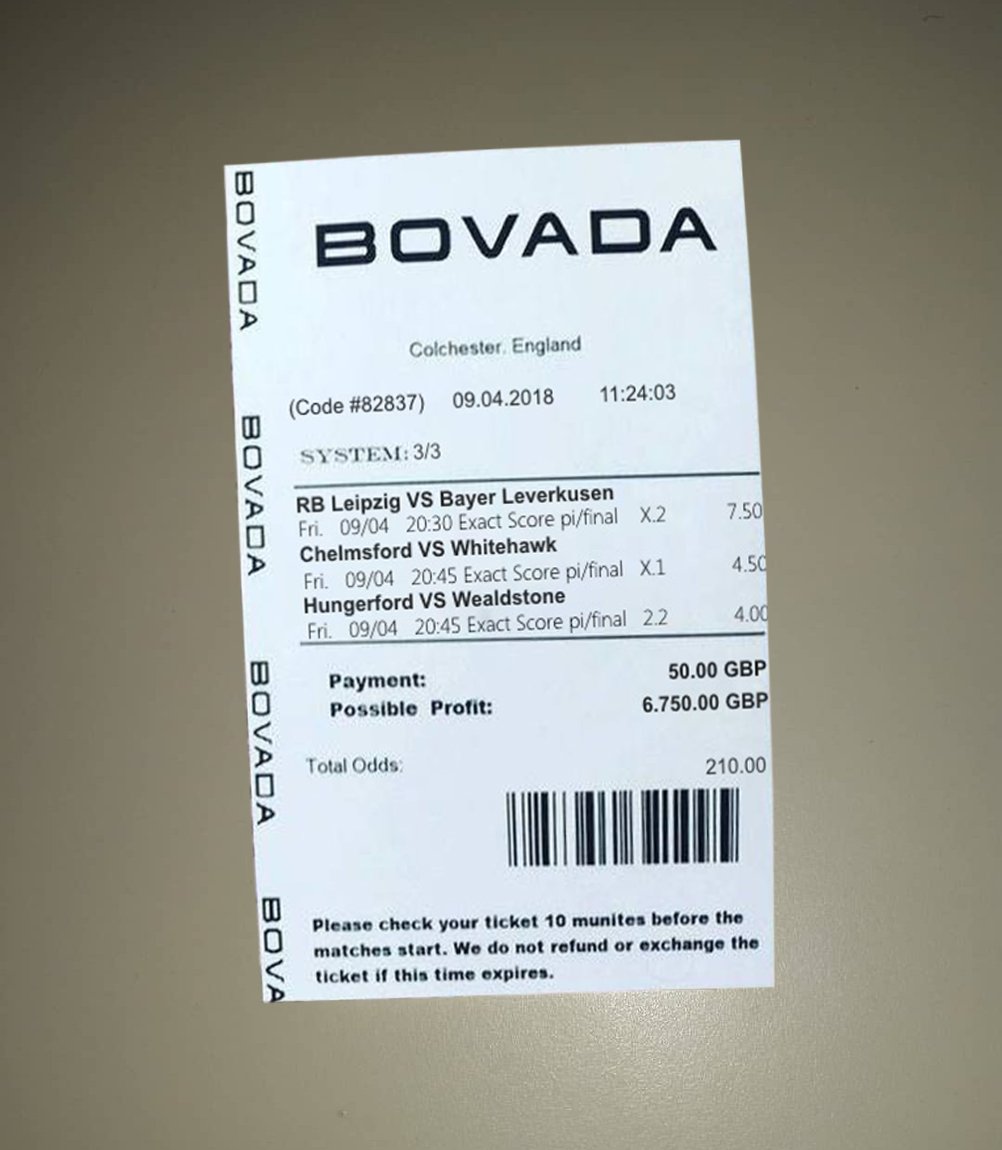 BOVADA
BOVADA
BOVADA
BOVADA
BOVA
Colchester. England
(Code #82837) 09.04.2018 11:24:03
SYSTEM: 3/3
RB Leipzig VS Bayer Leverkusen
Fri. 09/04 20:30 Exact Score pi/final X.2 7.50
Chelmsford VS Whitehawk
Fri. 09/04 20:45 Exact Score pi/final X.1 4.50
Hungerford VS Wealdstone
Fri. 09/04 20:45 Exact Score pi/final 2.2 4.00
Payment: 50.00 GBP
Possible Profit: 6.750.00 GBP
Total Odds: 210.00
Please check your ticket 10 munites before the
matches start. We do not refund or exchange the
ticket if this time expires.